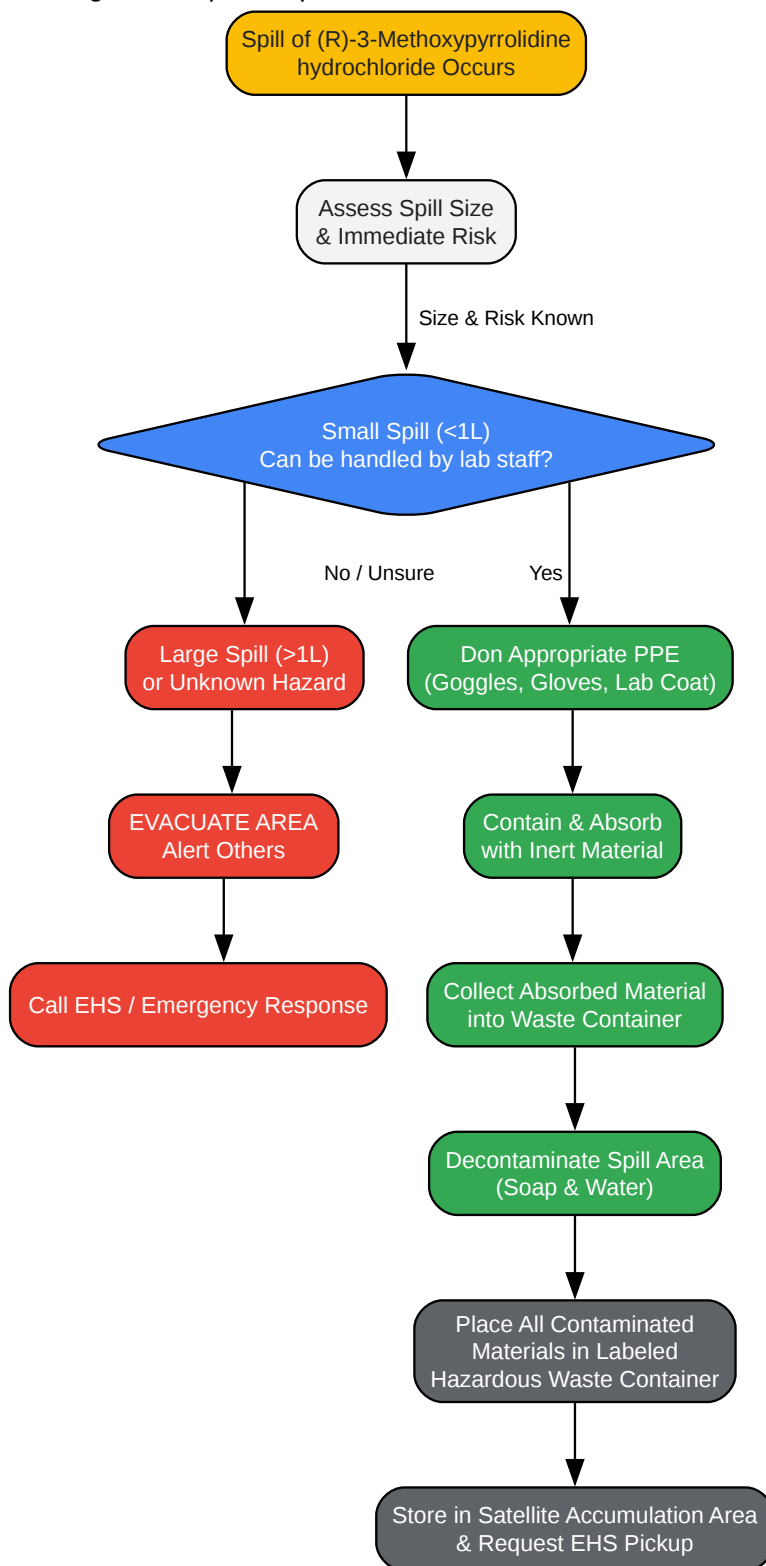 Spill of (R)-3-Methoxypyrrolidine
hydrochloride Occurs
Assess Spill Size
& Immediate Risk
Size & Risk Known
Small Spill (<1L)
Can be handled by lab staff?
No / Unsure
Yes
Large Spill (>1L)
or Unknown Hazard
Don Appropriate PPE
(Goggles, Gloves, Lab Coat)
EVACUATE AREA
Alert Others
Contain & Absorb
with Inert Material
Call EHS / Emergency Response
Collect Absorbed Material
into Waste Container
Decontaminate Spill Area
(Soap & Water)
Place All Contaminated
Materials in Labeled
Hazardous Waste Container
Store in Satellite Accumulation Area
& Request EHS Pickup